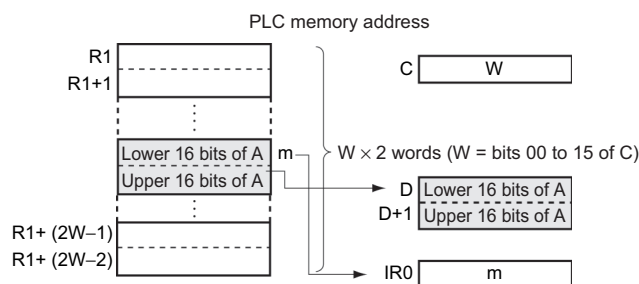 PLC memory address
R1
R1+1
C W
Lower 16 bits of A m
Upper 16 bits of A
W × 2 words (W = bits 00 to 15 of C)
D Lower 16 bits of A
D+1 Upper 16 bits of A
R1+ (2W–1)
R1+ (2W–2)
IR0 m